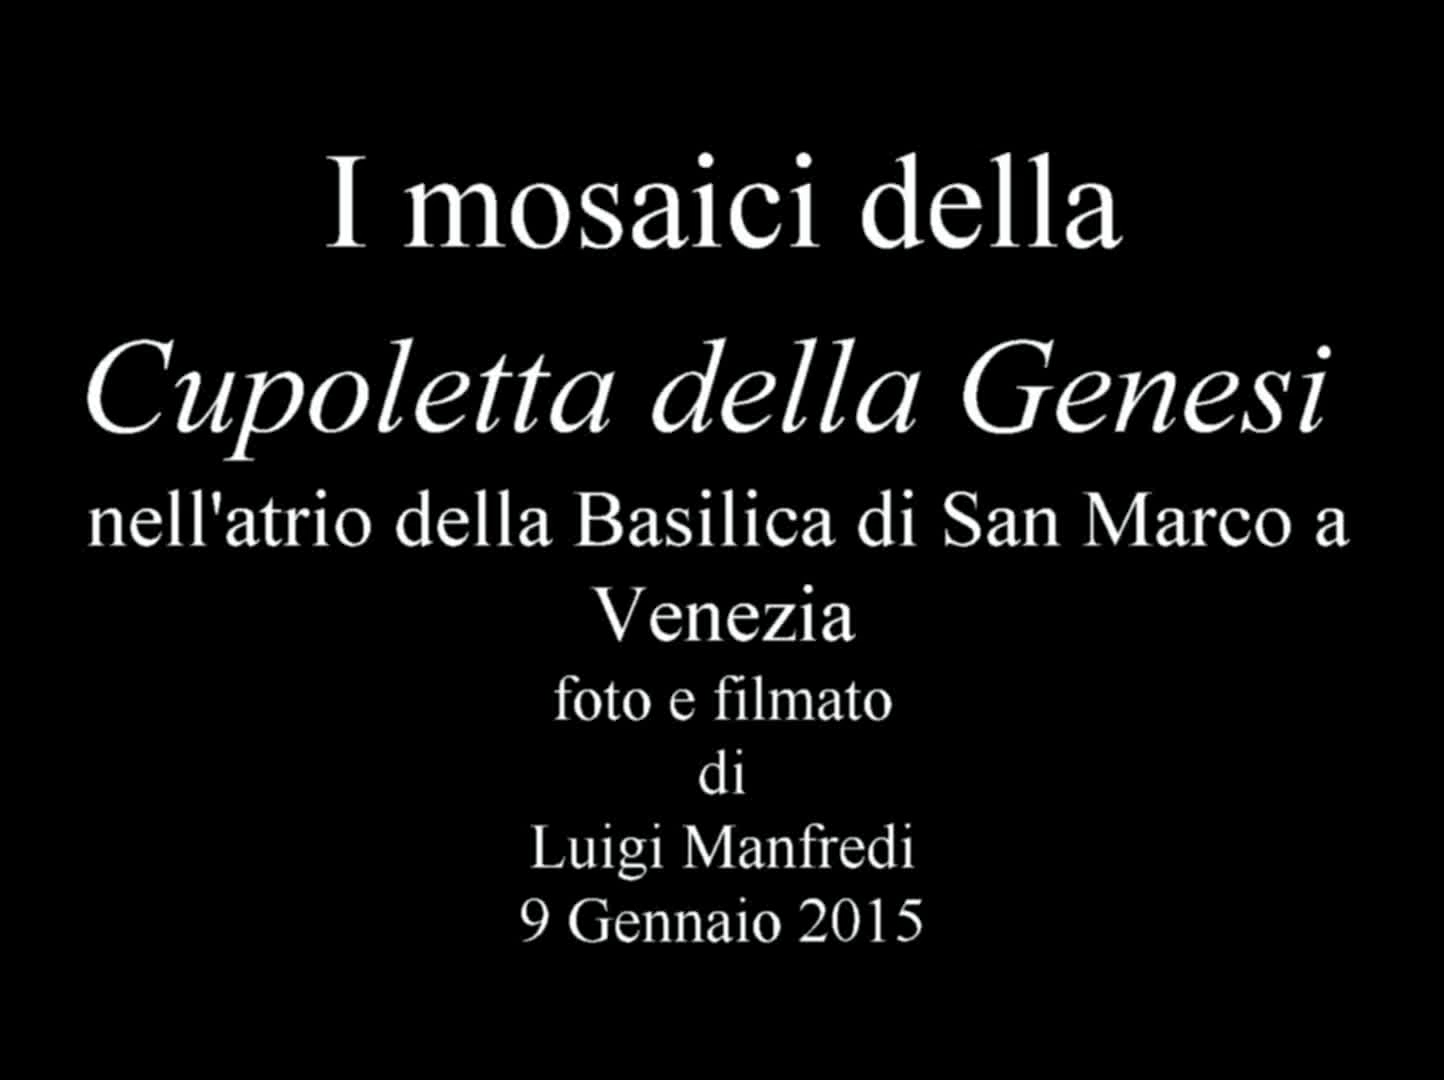 I mosaici della
Cupoletta della Genesi
nell'atrio della Basilica di San Marco a
Venezia
foto e filmato
di
Luigi Manfredi
9 Gennaio 2015